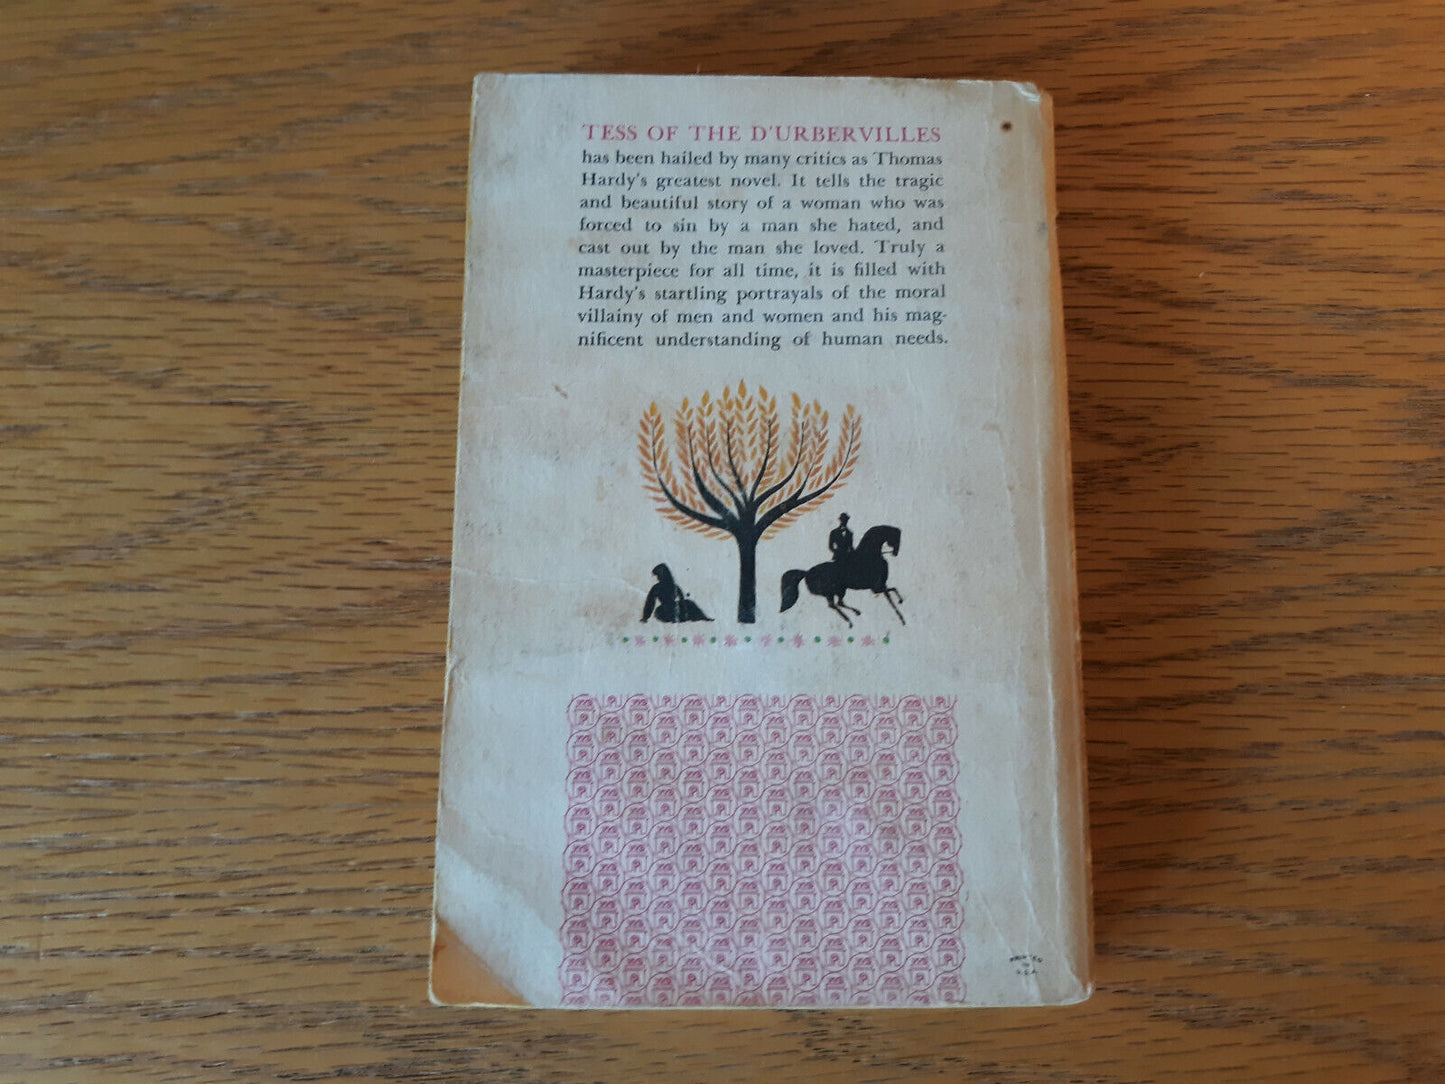 TESS OF THE D'URBERVILLES
has been hailed by many critics as Thomas
Hardy's greatest novel. It tells the tragic
and beautiful story of a woman who was
forced to sin by a man she hated, and
cast out by the man she loved. Truly a
masterpiece for all time, it is filled with
Hardy's startling portrayals of the moral
villainy of men and women and his mag-
nificent understanding of human needs.
PRINTED
IN
U.S.A.